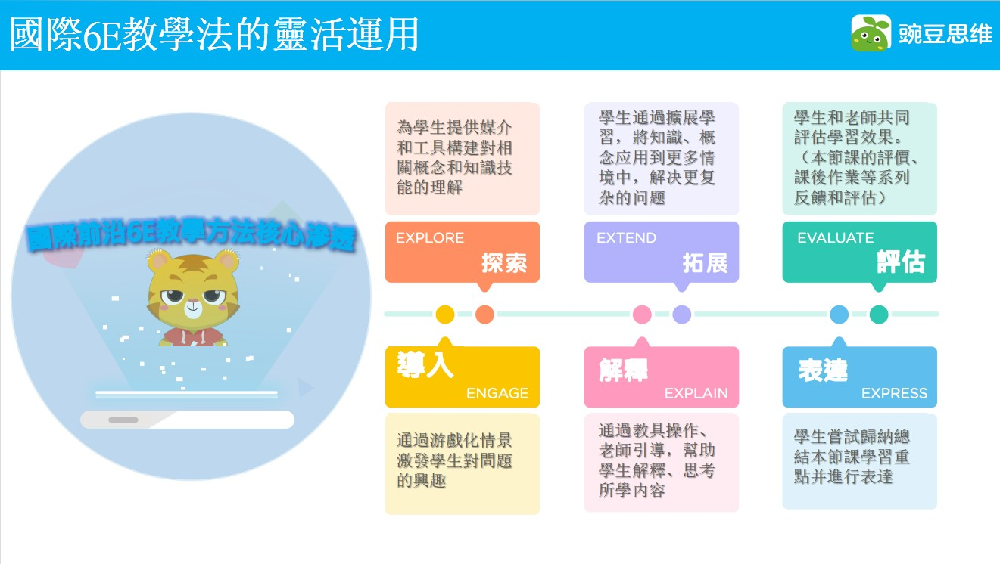 國際6E教學法的靈活運用
豌豆思维
國際前沿6E教學方法核心滲透
為學生提供媒介
和工具構建對相
關概念和知識技
能的理解
EXPLORE
探索
學生通過擴展學
習，將知識、概
念应用到更多情
境中，解决更复
杂的问题
EXTEND
拓展
學生和老師共同
評估學習效果。
（本節課的評價、
課後作業等系列
反饋和評估）
EVALUATE
評估
導入
ENGAGE
通過游戲化情景
激發學生對問題
的興趣
解釋
EXPLAIN
通過教具操作、
老師引導，幫助
學生解釋、思考
所學內容
表達
EXPRESS
學生嘗試歸納總
結本節課學習重
點并進行表達